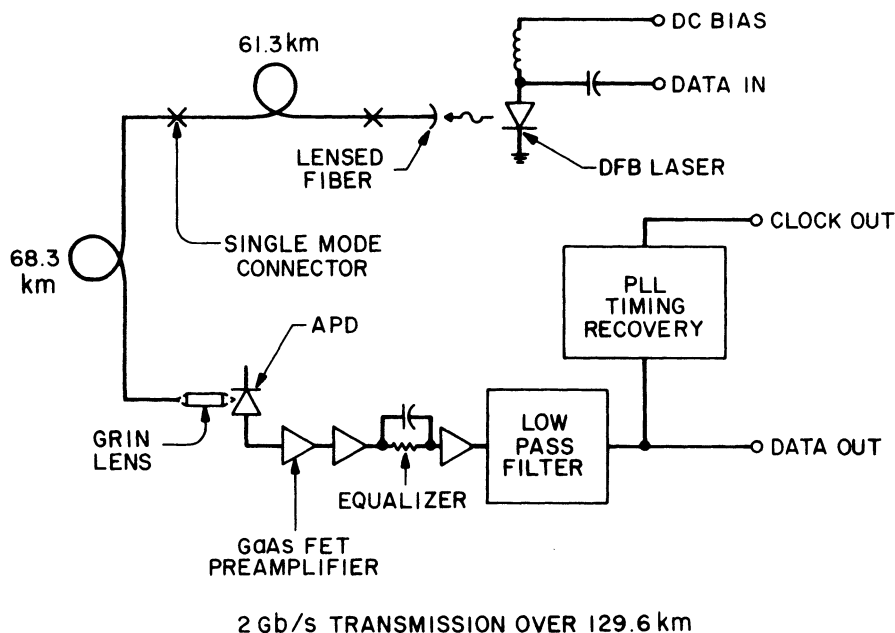 DC BIAS
61.3 km
DATA IN
LENSED
FIBER
DFB LASER
CLOCK OUT
SINGLE MODE
CONNECTOR
68.3
km
PLL
TIMING
RECOVERY
APD
LOW
PASS
FILTER
GRIN
LENS
DATA OUT
EQUALIZER
GaAs FET
PREAMPLIFIER
2 Gb/s TRANSMISSION OVER 129.6 km